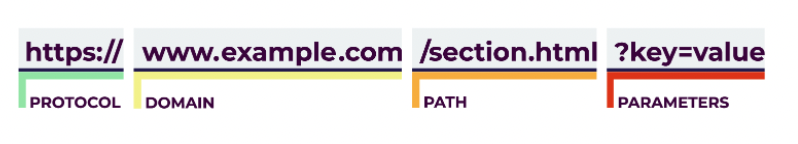 https:// www.example.com /section.html ?key=value
PROTOCOL DOMAIN PATH PARAMETERS